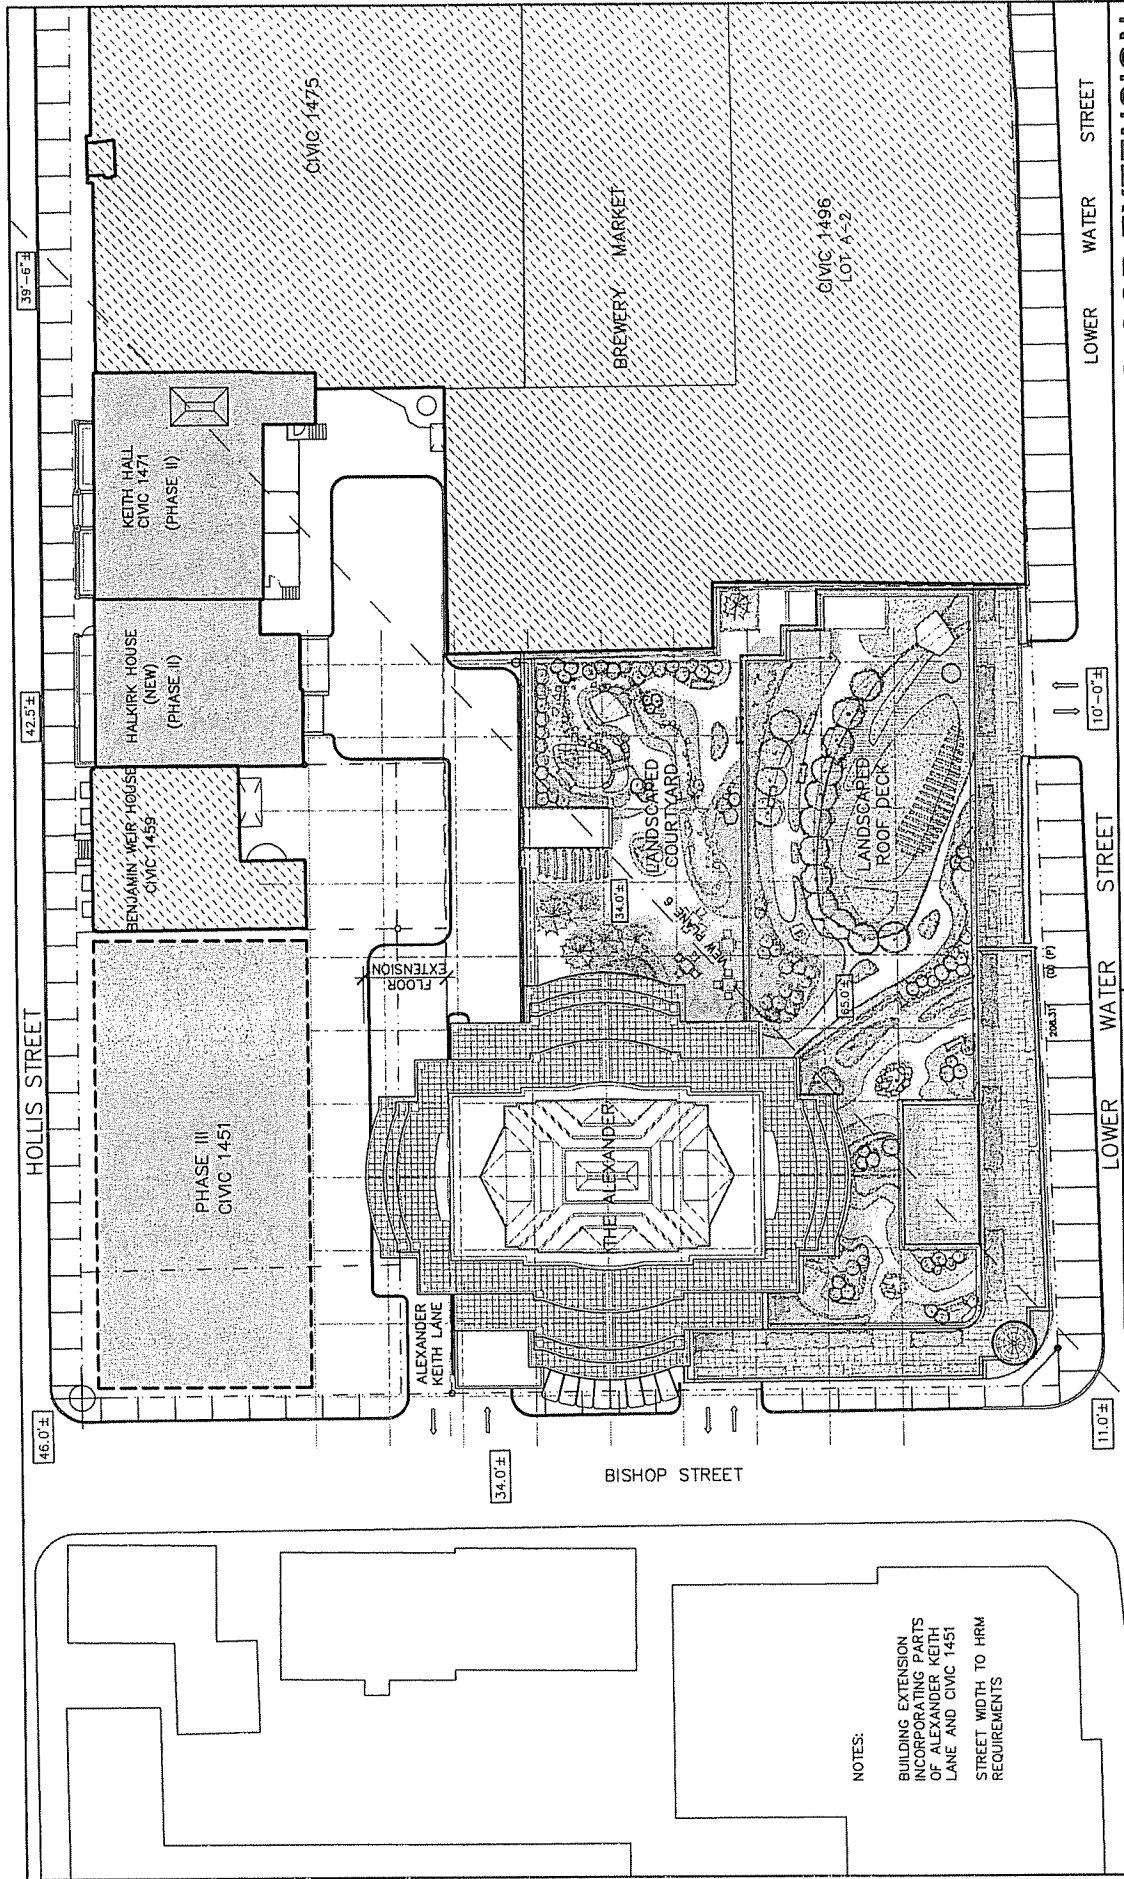 39'-6"±
CIVIC 1475
BREWERY MARKET
CIVIC 1496
LOT A-2
LOWER WATER STREET
KEITH HALL
CIVIC 1471
(PHASE II)
42.5'±
HALKIRK HOUSE
(NEW)
(PHASE II)
BENJAMIN WEIR HOUSE
CIVIC 1459
HOLLIS STREET
FLOOR
EXTENSION
LANDSCAPED
COURTYARD
34.0'±
VIEW PLANE 6
LANDSCAPED
ROOF DECK
65.0'±
10'-0"±
LOWER WATER STREET
208.31 (D) (P)
PHASE III
CIVIC 1451
THE ALEXANDER
ALEXANDER
KEITH LANE
46.0'±
34.0'±
BISHOP STREET
11.0'±
NOTES:
BUILDING EXTENSION
INCORPORATING PARTS
OF ALEXANDER KEITH
LANE AND CIVIC 1451
STREET WIDTH TO HRM
REQUIREMENTS